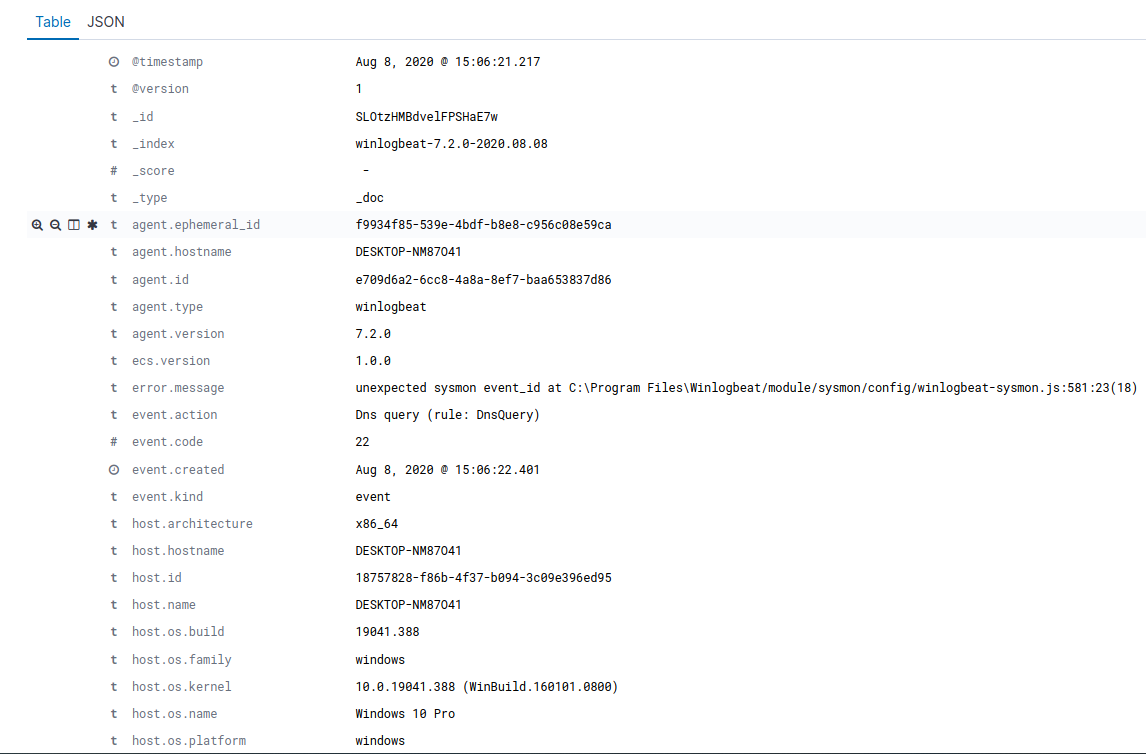 Table JSON
@timestamp Aug 8, 2020 @ 15:06:21.217
t @version 1
t _id SLOtzHMBdvelFPSHaE7w
t _index winlogbeat-7.2.0-2020.08.08
# _score -
t _type _doc
t agent.ephemeral_id f9934f85-539e-4bdf-b8e8-c956c08e59ca
t agent.hostname DESKTOP-NM87O41
t agent.id e709d6a2-6cc8-4a8a-8ef7-baa653837d86
t agent.type winlogbeat
t agent.version 7.2.0
t ecs.version 1.0.0
t error.message unexpected sysmon event_id at C:\Program Files\Winlogbeat/module/sysmon/config/winlogbeat-sysmon.js:581:23(18)
t event.action Dns query (rule: DnsQuery)
# event.code 22
event.created Aug 8, 2020 @ 15:06:22.401
t event.kind event
t host.architecture x86_64
t host.hostname DESKTOP-NM87O41
t host.id 18757828-f86b-4f37-b094-3c09e396ed95
t host.name DESKTOP-NM87O41
t host.os.build 19041.388
t host.os.family windows
t host.os.kernel 10.0.19041.388 (WinBuild.160101.0800)
t host.os.name Windows 10 Pro
t host.os.platform windows